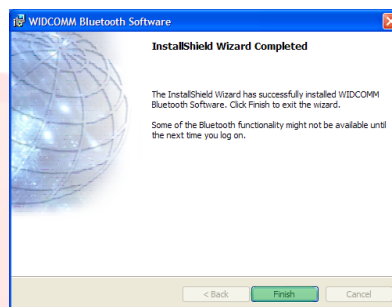 WIDCOMM Bluetooth Software
InstallShield Wizard Completed
The InstallShield Wizard has successfully installed WIDCOMM
Bluetooth Software. Click Finish to exit the wizard.
Some of the Bluetooth functionality might not be available until
the next time you log on.
< Back Finish Cancel